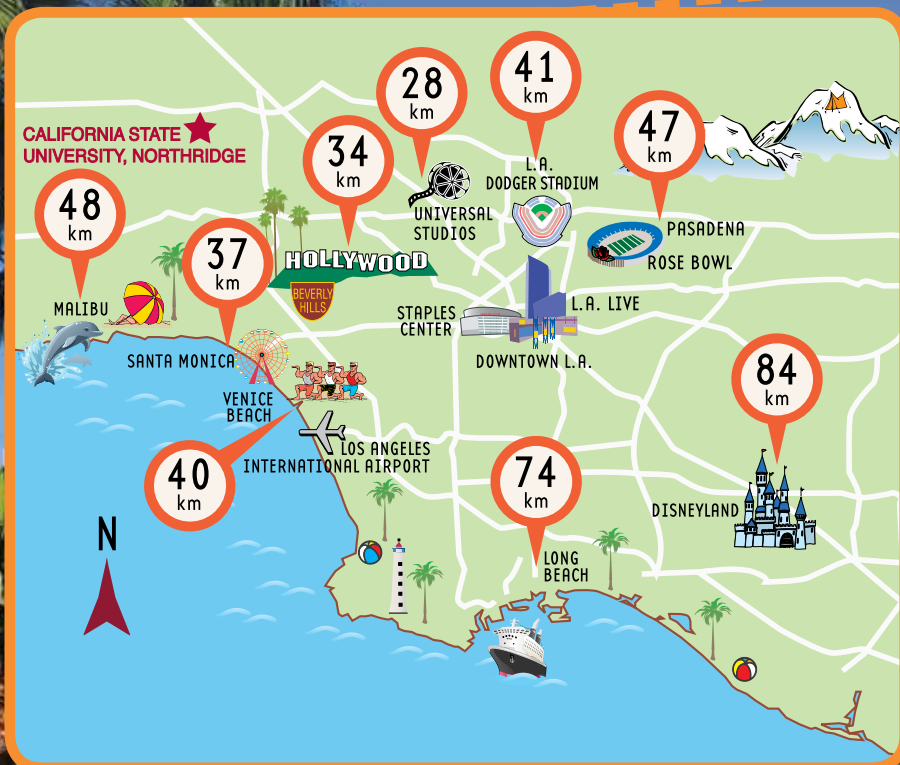 28
km
41
km
47
km
CALIFORNIA STATE
UNIVERSITY, NORTHRIDGE
34
km
L.A.
DODGER STADIUM
48
km
UNIVERSAL
STUDIOS
PASADENA
ROSE BOWL
37
km
HOLLYWOOD
BEVERLY
HILLS
MALIBU
STAPLES
CENTER
L.A. LIVE
SANTA MONICA
DOWNTOWN L.A.
84
km
VENICE
BEACH
LOS ANGELES
INTERNATIONAL AIRPORT
40
km
74
km
DISNEYLAND
N
LONG
BEACH